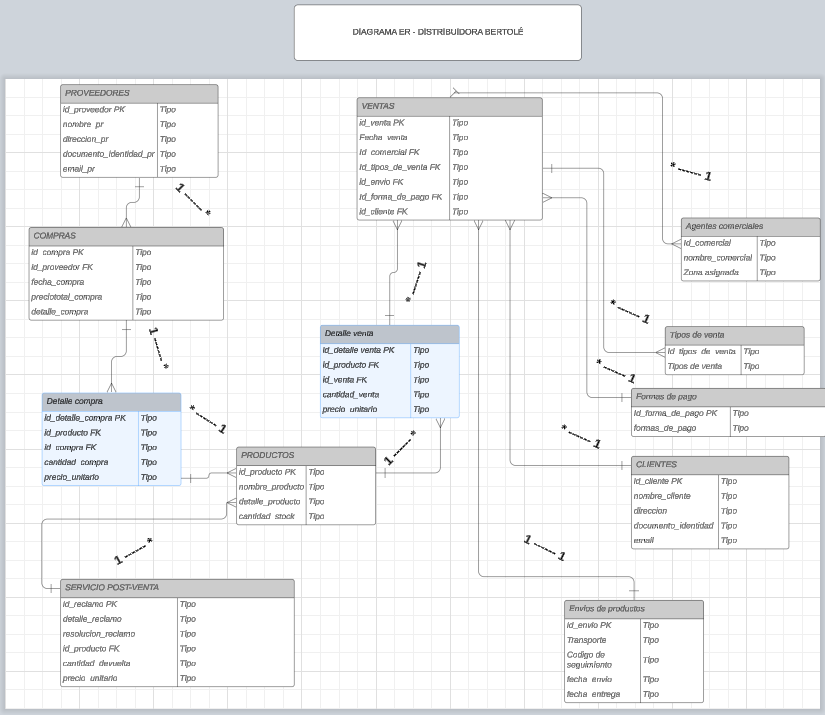 DIAGRAMA ER - DISTRIBUIDORA BERTOLÉ
PROVEEDORES
id_proveedor PK Tipo
nombre_pr Tipo
direccion_pr Tipo
documento_identidad_pr Tipo
email_pr Tipo
1 ------- *
COMPRAS
id_compra PK Tipo
id_proveedor FK Tipo
fecha_compra Tipo
preciototal_compra Tipo
detalle_compra Tipo
1 ------- *
Detalle compra
id_detalle_compra PK Tipo
id_producto FK Tipo
id_compra FK Tipo
cantidad_compra Tipo
precio_unitario Tipo
* ------- 1
VENTAS
id_venta PK Tipo
Fecha_venta Tipo
Id_comercial FK Tipo
Id_tipos_de_venta FK Tipo
id_envio FK Tipo
Id_forma_de_pago FK Tipo
id_cliente FK Tipo
* ------- 1
Detalle venta
id_detalle venta PK Tipo
id_producto FK Tipo
id_venta FK Tipo
cantidad_venta Tipo
precio_unitario Tipo
1 ------- *
PRODUCTOS
id_producto PK Tipo
nombre_producto Tipo
detalle_producto Tipo
cantidad_stock Tipo
1 ------- *
SERVICIO POST-VENTA
id_reclamo PK Tipo
detalle_reclamo Tipo
resolucion_reclamo Tipo
id_producto FK Tipo
cantidad_devuelta Tipo
precio_unitario Tipo
* ------- 1
Agentes comerciales
Id_comercial Tipo
nombre_comercial Tipo
Zona asignada Tipo
* ------- 1
Tipos de venta
Id_tipos_de_venta Tipo
Tipos de venta Tipo
* ------- 1
Formas de pago
Id_forma_de_pago PK Tipo
formas_de_pago Tipo
* ------- 1
CLIENTES
id_cliente PK Tipo
nombre_cliente Tipo
direccion Tipo
documento_identidad Tipo
email Tipo
1 ------- 1
Envíos de productos
id_envio PK Tipo
Transporte Tipo
Codigo de
seguimiento Tipo
fecha_envio Tipo
fecha_entrega Tipo